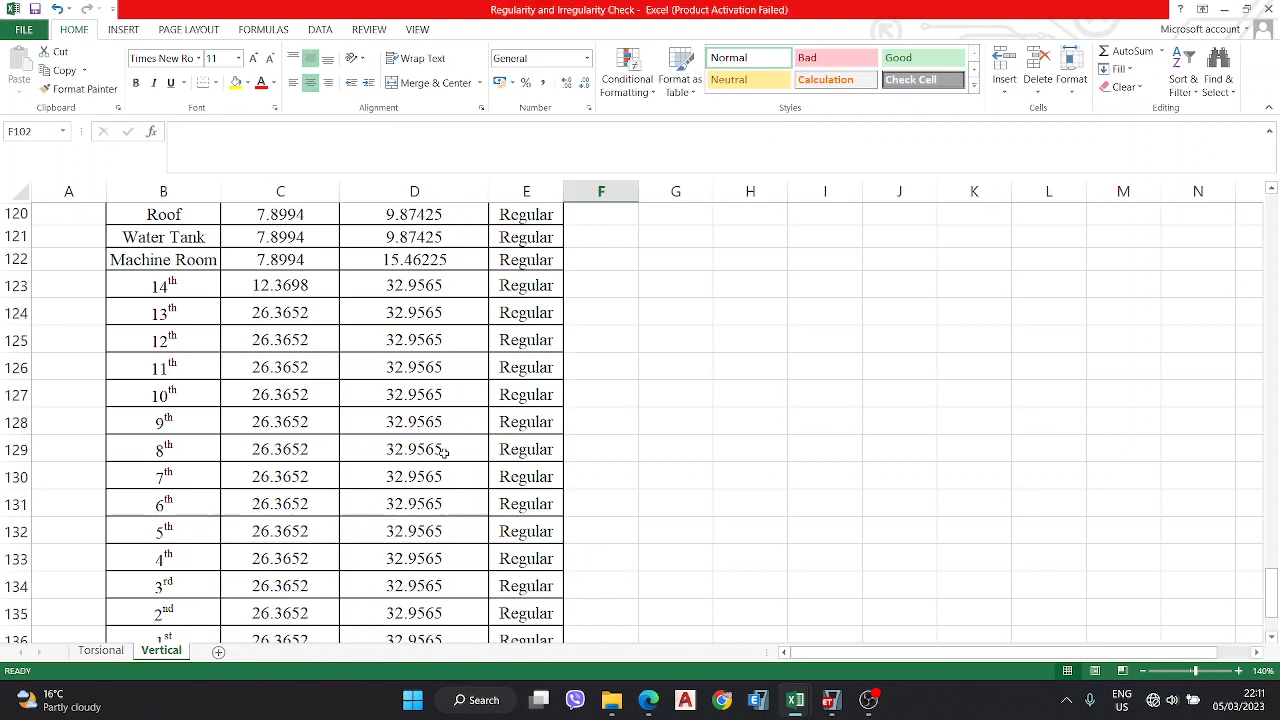 Regularity and Irregularity Check - Excel (Product Activation Failed)
FILE HOME INSERT PAGE LAYOUT FORMULAS DATA REVIEW VIEW Microsoft account
Paste Cut Copy Format Painter Clipboard
Times New Ro 11 B I U A Font
Wrap Text Merge & Center Alignment
General % , Number
Conditional Formatting Format as Table Normal Bad Good Neutral Calculation Check Cell Styles
Insert Delete Format Cells
AutoSum Fill Clear Sort & Filter Find & Select Editing
F102 fx
A B C D E F G H I J K L M N
120 Roof 7.8994 9.87425 Regular
121 Water Tank 7.8994 9.87425 Regular
122 Machine Room 7.8994 15.46225 Regular
123 14th 12.3698 32.9565 Regular
124 13th 26.3652 32.9565 Regular
125 12th 26.3652 32.9565 Regular
126 11th 26.3652 32.9565 Regular
127 10th 26.3652 32.9565 Regular
128 9th 26.3652 32.9565 Regular
129 8th 26.3652 32.9565 Regular
130 7th 26.3652 32.9565 Regular
131 6th 26.3652 32.9565 Regular
132 5th 26.3652 32.9565 Regular
133 4th 26.3652 32.9565 Regular
134 3rd 26.3652 32.9565 Regular
135 2nd 26.3652 32.9565 Regular
136 1st 26.3652 32.9565 Regular
Torsional Vertical
READY 140%
16°C
Partly cloudy
Search
ENG
US
22:11
05/03/2023